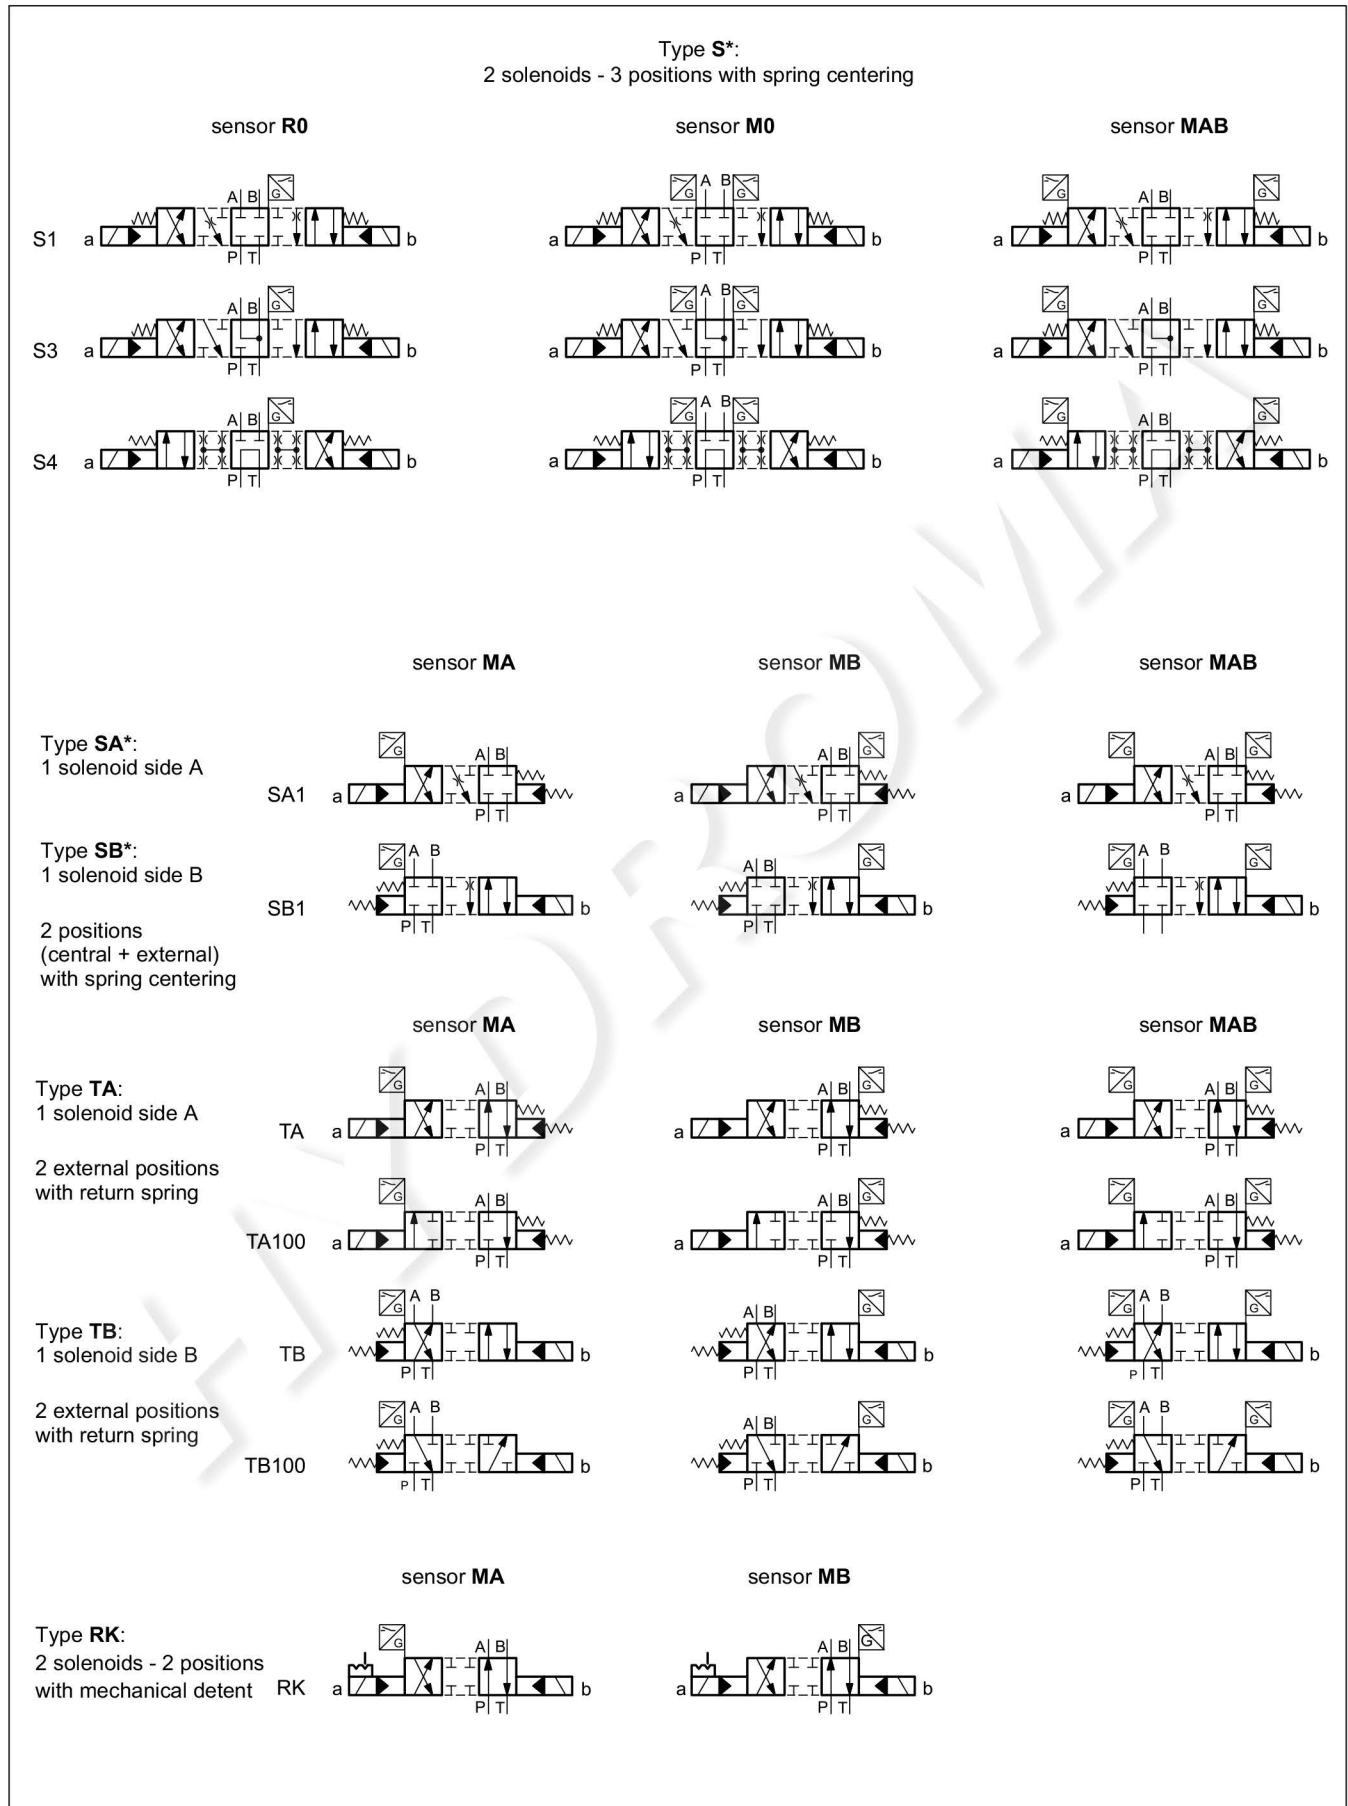 Type S*:
2 solenoids - 3 positions with spring centering
sensor R0 sensor M0 sensor MAB
A B G G A B G G A B G
S1 a b a b a b
P T P T P T
A B G G A B G G A B G
S3 a b a b a b
P T P T P T
A B G G A B G G A B G
S4 a b a b a b
P T P T P T
sensor MA sensor MB sensor MAB
Type SA*:
1 solenoid side A
G A B A B G G A B G
SA1 a a a
P T P T P T
Type SB*:
1 solenoid side B
G A B A B G G A B G
SB1 b b b
P T P T
2 positions
(central + external)
with spring centering
sensor MA sensor MB sensor MAB
Type TA:
1 solenoid side A
G A B A B G G A B G
TA a a a
P T P T P T
2 external positions
with return spring
G A B A B G G A B G
TA100 a a a
P T P T P T
Type TB:
1 solenoid side B
G A B A B G G A B G
TB b b b
P T P T P T
2 external positions
with return spring
G A B A B G G A B G
TB100 b b b
P T P T P T
sensor MA sensor MB
Type RK:
2 solenoids - 2 positions
with mechanical detent
G A B A B G
RK a b a b
P T P T
HYDROMA